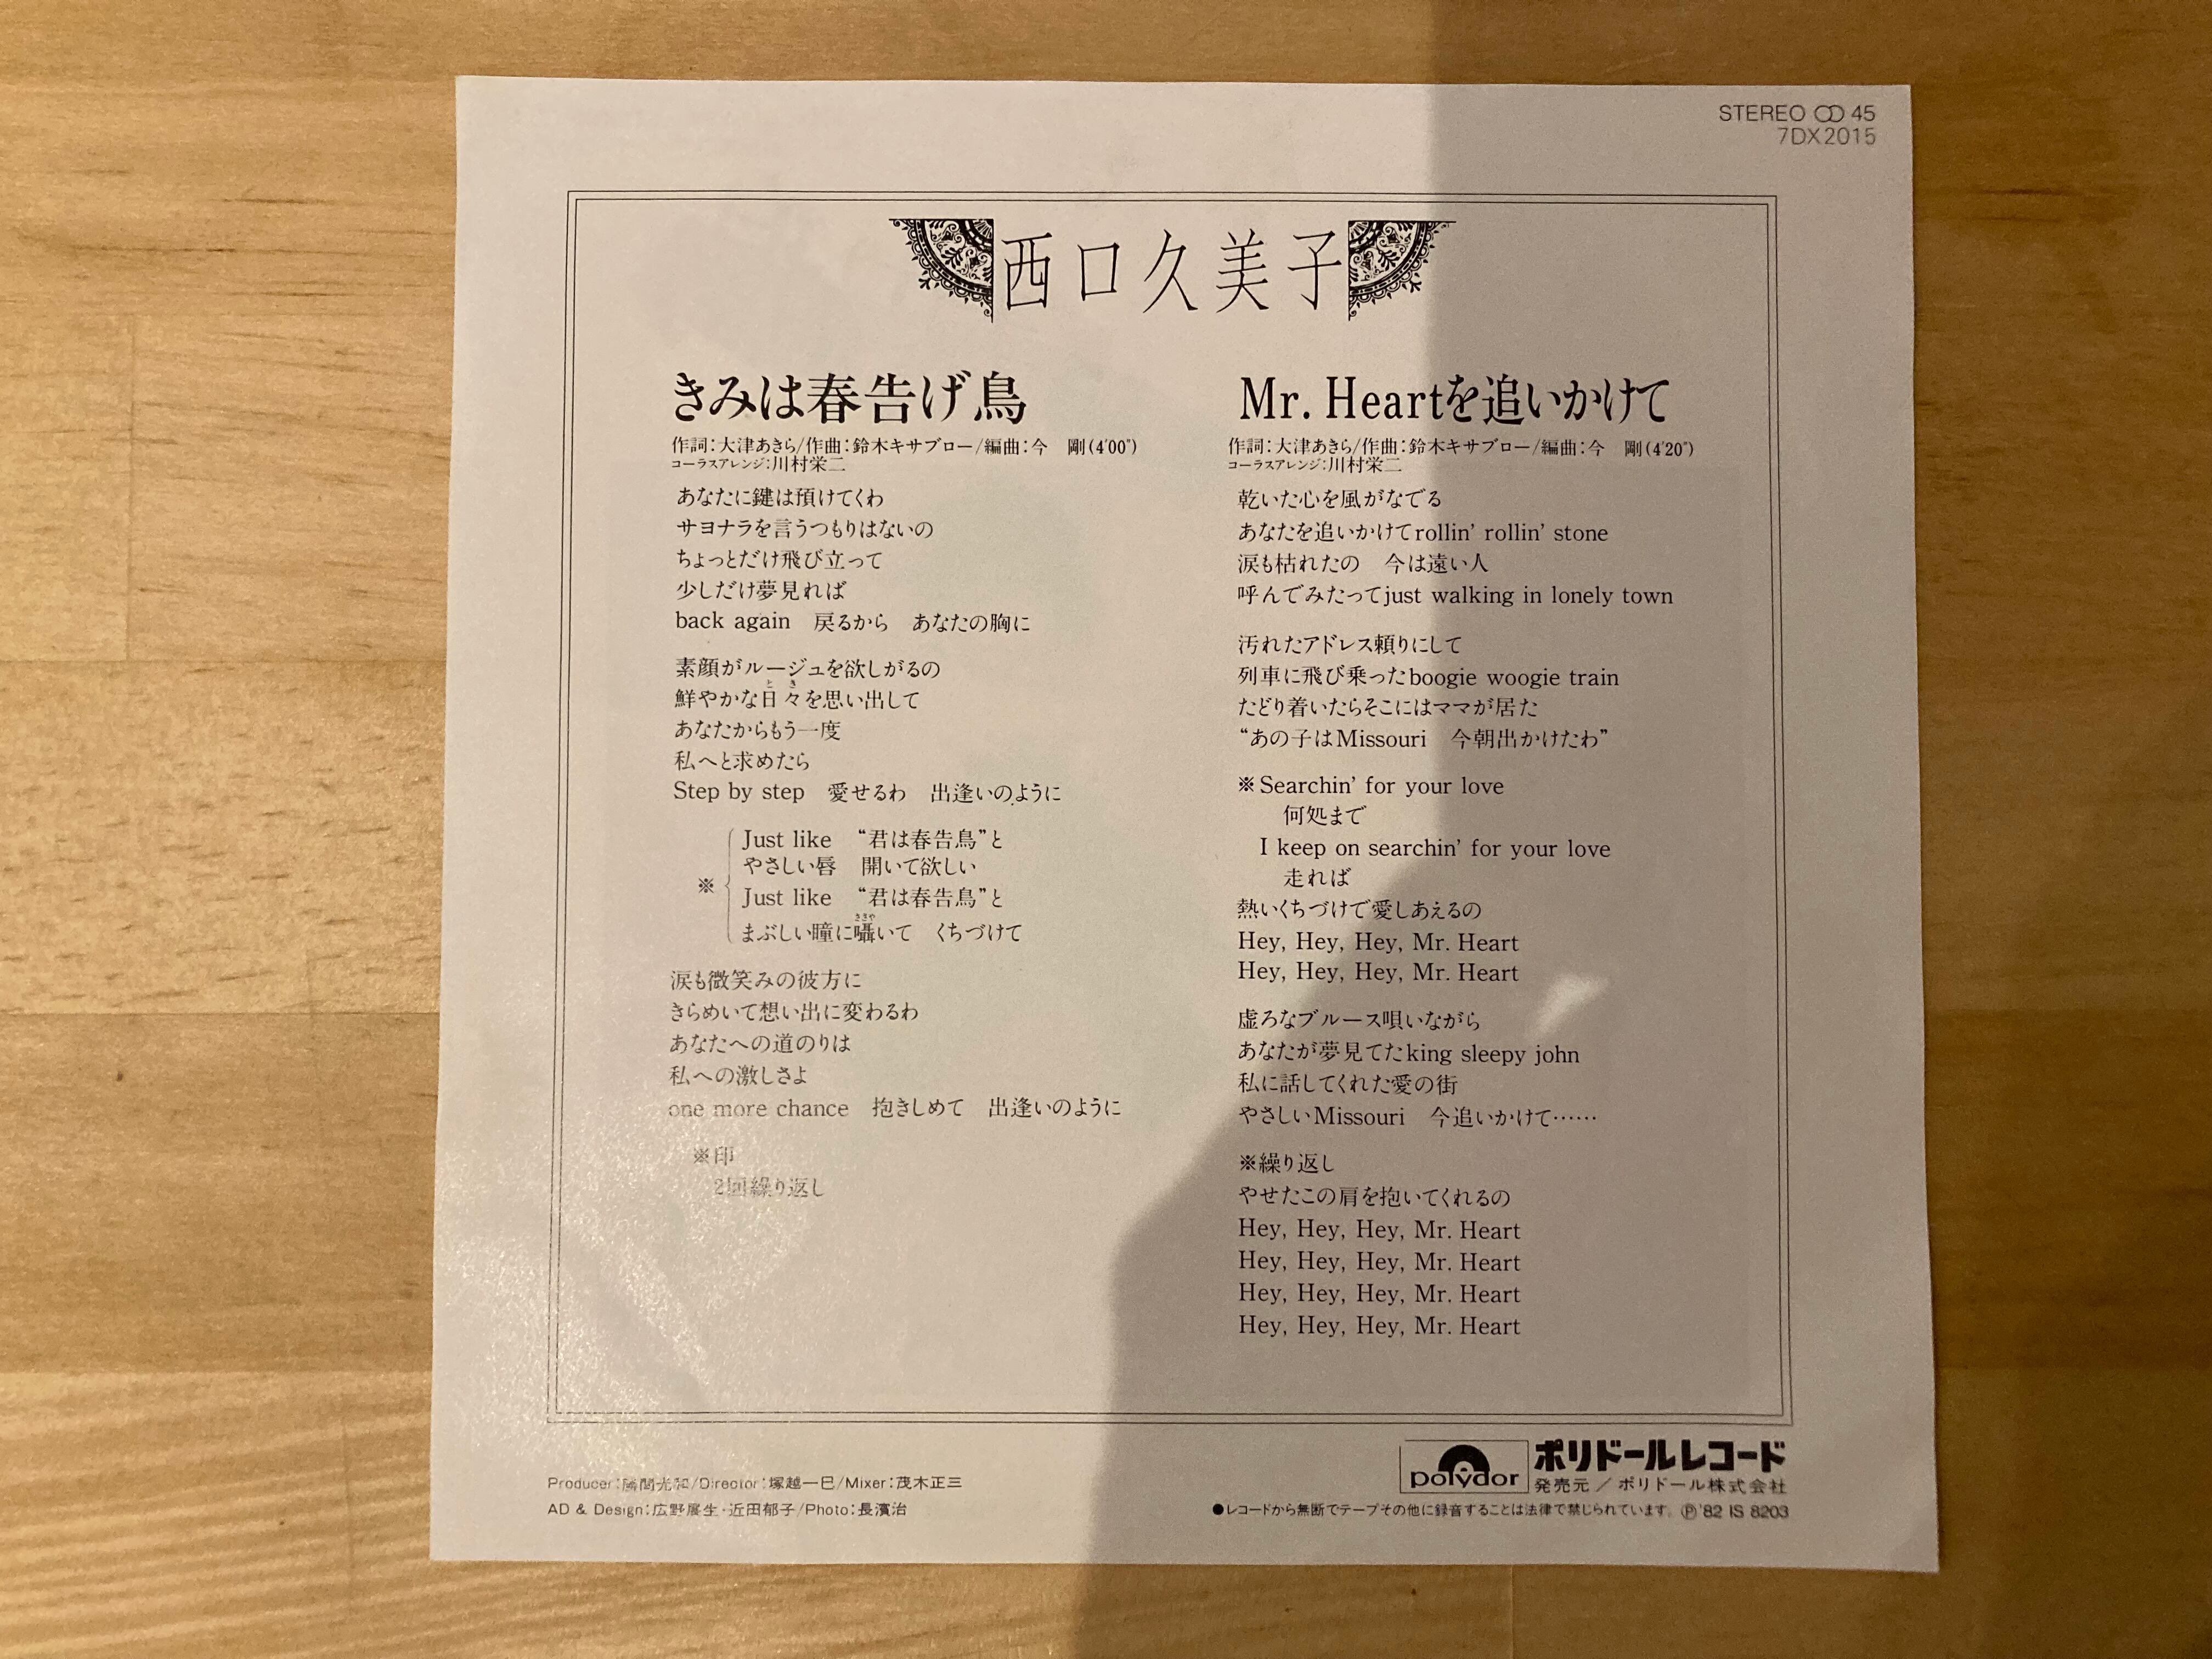 STEREO 45
7DX2015
西口久美子
きみは春告げ鳥
作詞:大津あきら/作曲:鈴木キサブロー/編曲:今　剛(4'00")
コーラスアレンジ:川村栄二
あなたに鍵は預けてくわ
サヨナラを言うつもりはないの
ちょっとだけ飛び立って
少しだけ夢見れば
back again　戻るから　あなたの胸に
素顔がルージュを欲しがるの
とき
鮮やかな日々を思い出して
あなたからもう一度
私へと求めたら
Step by step　愛せるわ　出逢いのように
Just like　“君は春告鳥”と
やさしい唇　開いて欲しい
※
Just like　“君は春告鳥”と
ささや
まぶしい瞳に囁いて　くちづけて
涙も微笑みの彼方に
きらめいて想い出に変わるわ
あなたへの道のりは
私への激しさよ
one more chance　抱きしめて　出逢いのように
※印
2回繰り返し
Mr. Heartを追いかけて
作詞:大津あきら/作曲:鈴木キサブロー/編曲:今　剛(4'20")
コーラスアレンジ:川村栄二
乾いた心を風がなでる
あなたを追いかけてrollin’ rollin’ stone
涙も枯れたの　今は遠い人
呼んでみたってjust walking in lonely town
汚れたアドレス頼りにして
列車に飛び乗ったboogie woogie train
たどり着いたらそこにはママが居た
“あの子はMissouri　今朝出かけたわ”
※Searchin’ for your love
何処まで
I keep on searchin’ for your love
走れば
熱いくちづけで愛しあえるの
Hey, Hey, Hey, Mr. Heart
Hey, Hey, Hey, Mr. Heart
虚ろなブルース唄いながら
あなたが夢見てたking sleepy john
私に話してくれた愛の街
やさしいMissouri　今追いかけて……
※繰り返し
やせたこの肩を抱いてくれるの
Hey, Hey, Hey, Mr. Heart
Hey, Hey, Hey, Mr. Heart
Hey, Hey, Hey, Mr. Heart
Hey, Hey, Hey, Mr. Heart
Producer:勝間光和/Director:塚越一巳/Mixer:茂木正三
AD & Design:広野展生・近田郁子/Photo:長濱治
polydor
ポリドールレコード
発売元／ポリドール株式会社
●レコードから無断でテープその他に録音することは法律で禁じられています。Ⓟ'82 IS 8203